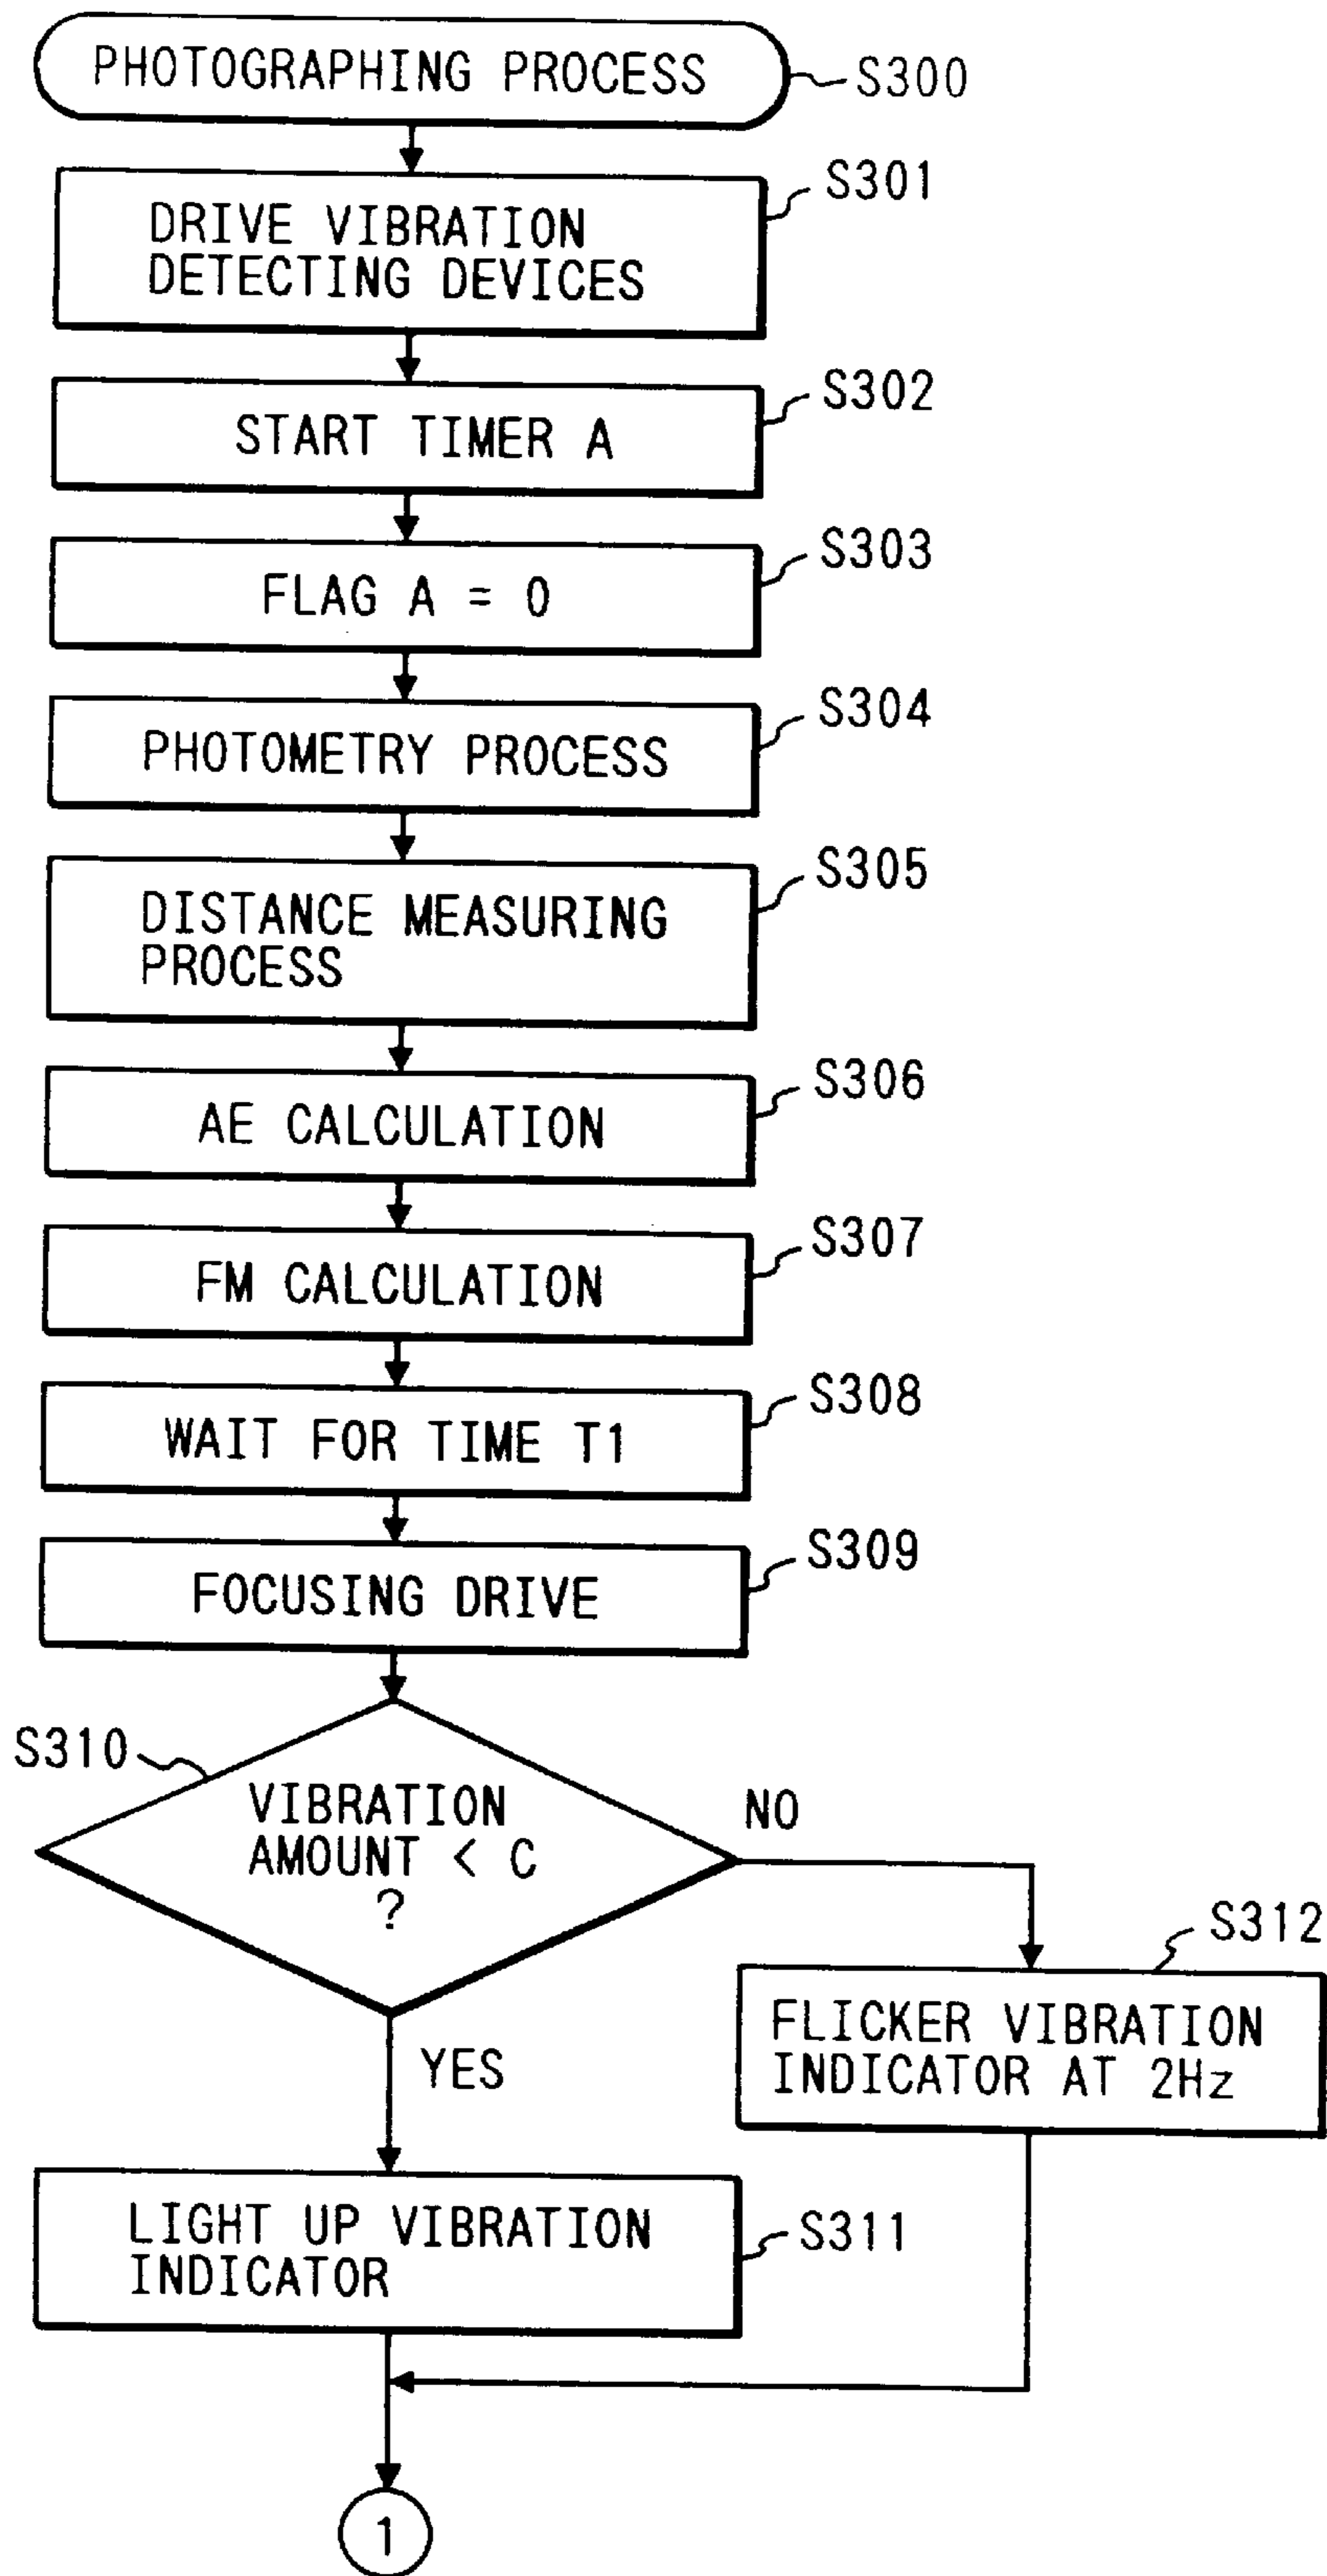 PHOTOGRAPHING PROCESS
S300
S301
DRIVE VIBRATION
DETECTING DEVICES
S302
START TIMER A
S303
FLAG A = 0
S304
PHOTOMETRY PROCESS
S305
DISTANCE MEASURING
PROCESS
S306
AE CALCULATION
S307
FM CALCULATION
S308
WAIT FOR TIME T1
S309
FOCUSING DRIVE
S310
VIBRATION
AMOUNT < C
?
NO
S312
FLICKER VIBRATION
INDICATOR AT 2Hz
YES
S311
LIGHT UP VIBRATION
INDICATOR
1